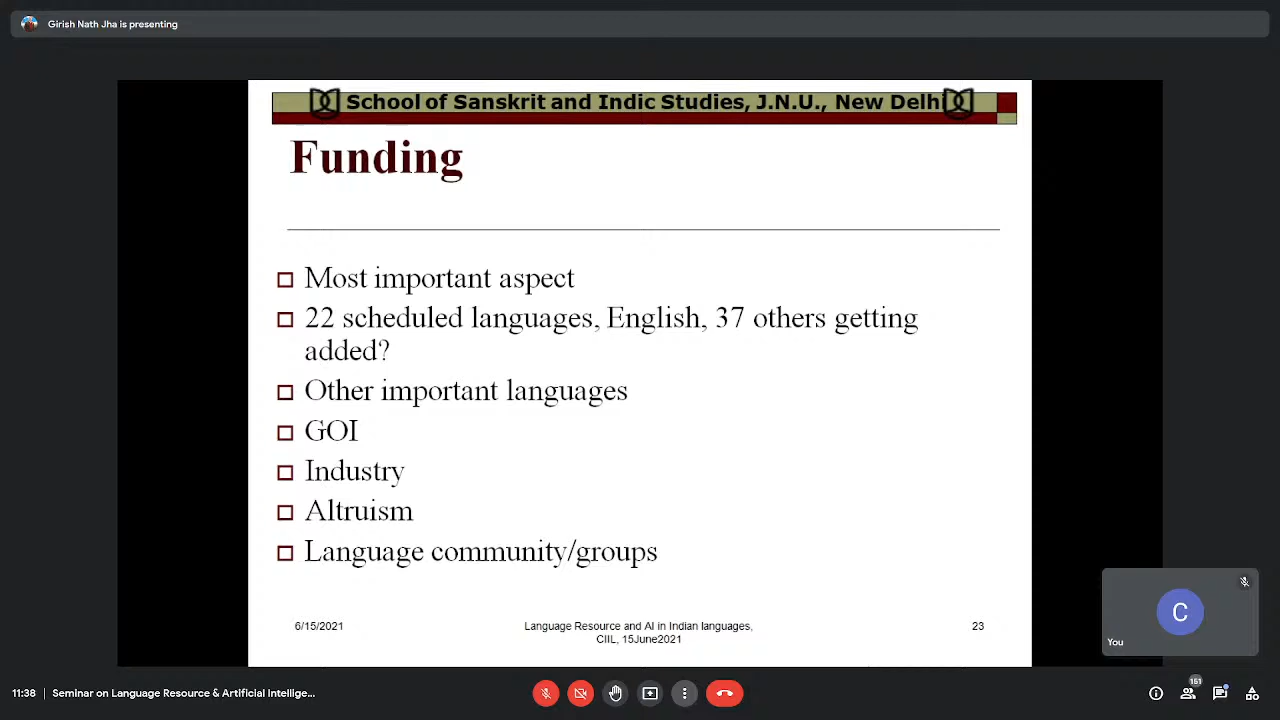 Girish Nath Jha is presenting
School of Sanskrit and Indic Studies, J.N.U., New Delhi
Funding
Most important aspect
22 scheduled languages, English, 37 others getting
added?
Other important languages
GOI
Industry
Altruism
Language community/groups
6/15/2021
Language Resource and AI in Indian languages,
CIIL, 15June2021
23
C
You
11:38 | Seminar on Language Resource & Artificial Intellige...
151